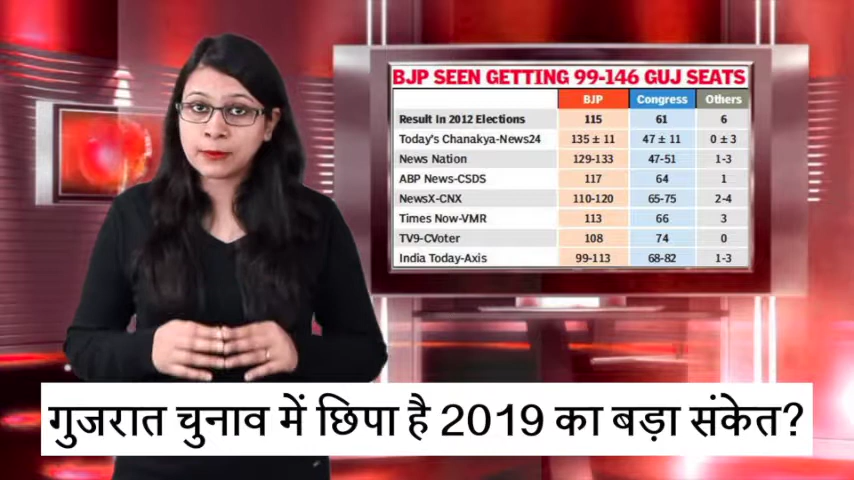 BJP SEEN GETTING 99-146 GUJ SEATS
BJP Congress Others
Result In 2012 Elections 115 61 6
Today's Chanakya-News24 135 ± 11 47 ± 11 0 ± 3
News Nation 129-133 47-51 1-3
ABP News-CSDS 117 64 1
NewsX-CNX 110-120 65-75 2-4
Times Now-VMR 113 66 3
TV9-CVoter 108 74 0
India Today-Axis 99-113 68-82 1-3
गुजरात चुनाव में छिपा है 2019 का बड़ा संकेत?